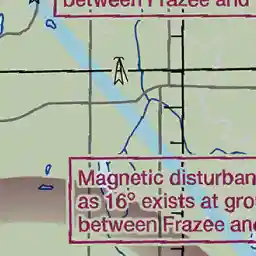 between Frazee and
Magnetic disturban
as 16° exists at gro
between Frazee an